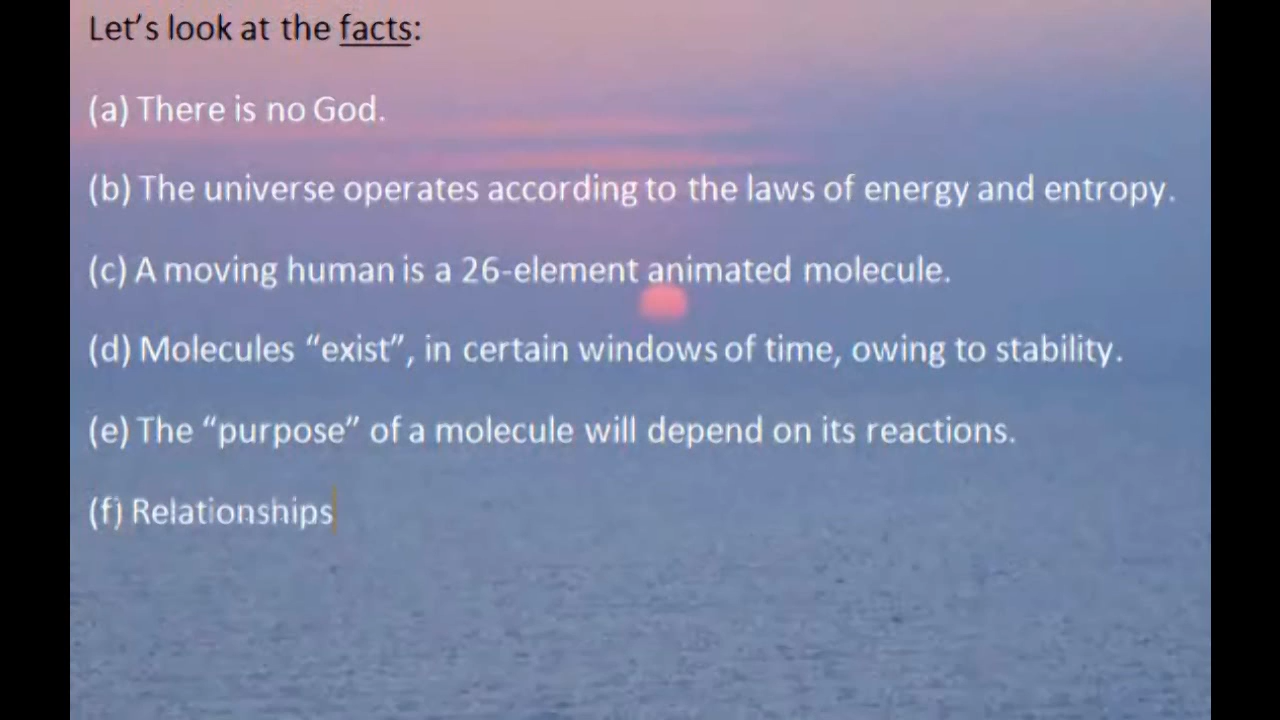 Let's look at the facts:
(a) There is no God.
(b) The universe operates according to the laws of energy and entropy.
(c) A moving human is a 26-element animated molecule.
(d) Molecules “exist”, in certain windows of time, owing to stability.
(e) The “purpose” of a molecule will depend on its reactions.
(f) Relationships